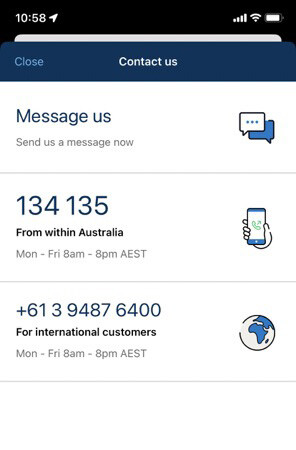 10:58
Close
Contact us
Message us
Send us a message now
134 135
From within Australia
Mon - Fri 8am - 8pm AEST
+61 3 9487 6400
For international customers
Mon - Fri 8am - 8pm AEST